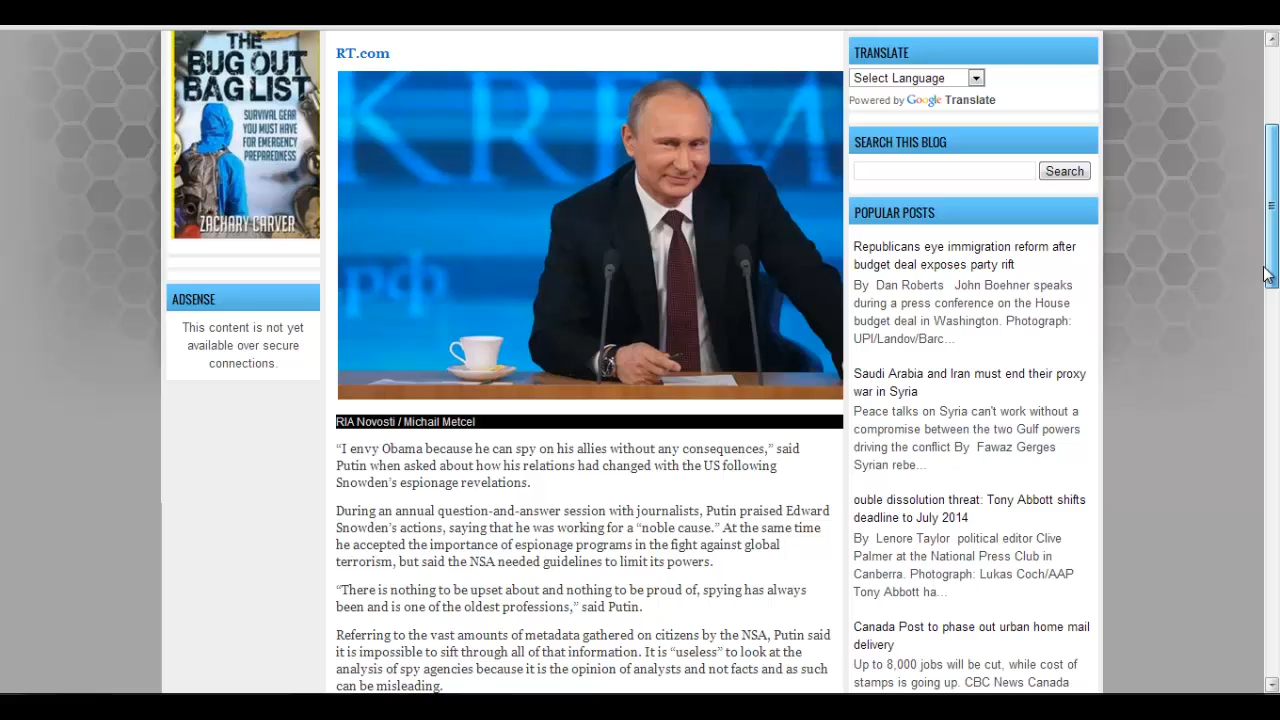 THE
BUG OUT
BAG LIST
SURVIVAL GEAR
YOU MUST HAVE
FOR EMERGENCY
PREPAREDNESS
ZACHARY CARVER
ADSENSE
This content is not yet
available over secure
connections.
RT.com
KREM
рф
RIA Novosti / Michail Metcel
“I envy Obama because he can spy on his allies without any consequences,” said
Putin when asked about how his relations had changed with the US following
Snowden’s espionage revelations.
During an annual question-and-answer session with journalists, Putin praised Edward
Snowden’s actions, saying that he was working for a “noble cause.” At the same time
he accepted the importance of espionage programs in the fight against global
terrorism, but said the NSA needed guidelines to limit its powers.
“There is nothing to be upset about and nothing to be proud of, spying has always
been and is one of the oldest professions,” said Putin.
Referring to the vast amounts of metadata gathered on citizens by the NSA, Putin said
it is impossible to sift through all of that information. It is “useless” to look at the
analysis of spy agencies because it is the opinion of analysts and not facts and as such
can be misleading.
TRANSLATE
Select Language
Powered by Google Translate
SEARCH THIS BLOG
Search
POPULAR POSTS
Republicans eye immigration reform after
budget deal exposes party rift
By Dan Roberts John Boehner speaks
during a press conference on the House
budget deal in Washington. Photograph:
UPI/Landov/Barc...
Saudi Arabia and Iran must end their proxy
war in Syria
Peace talks on Syria can't work without a
compromise between the two Gulf powers
driving the conflict By Fawaz Gerges
Syrian rebe...
ouble dissolution threat: Tony Abbott shifts
deadline to July 2014
By Lenore Taylor political editor Clive
Palmer at the National Press Club in
Canberra. Photograph: Lukas Coch/AAP
Tony Abbott ha...
Canada Post to phase out urban home mail
delivery
Up to 8,000 jobs will be cut, while cost of
stamps is going up. CBC News Canada